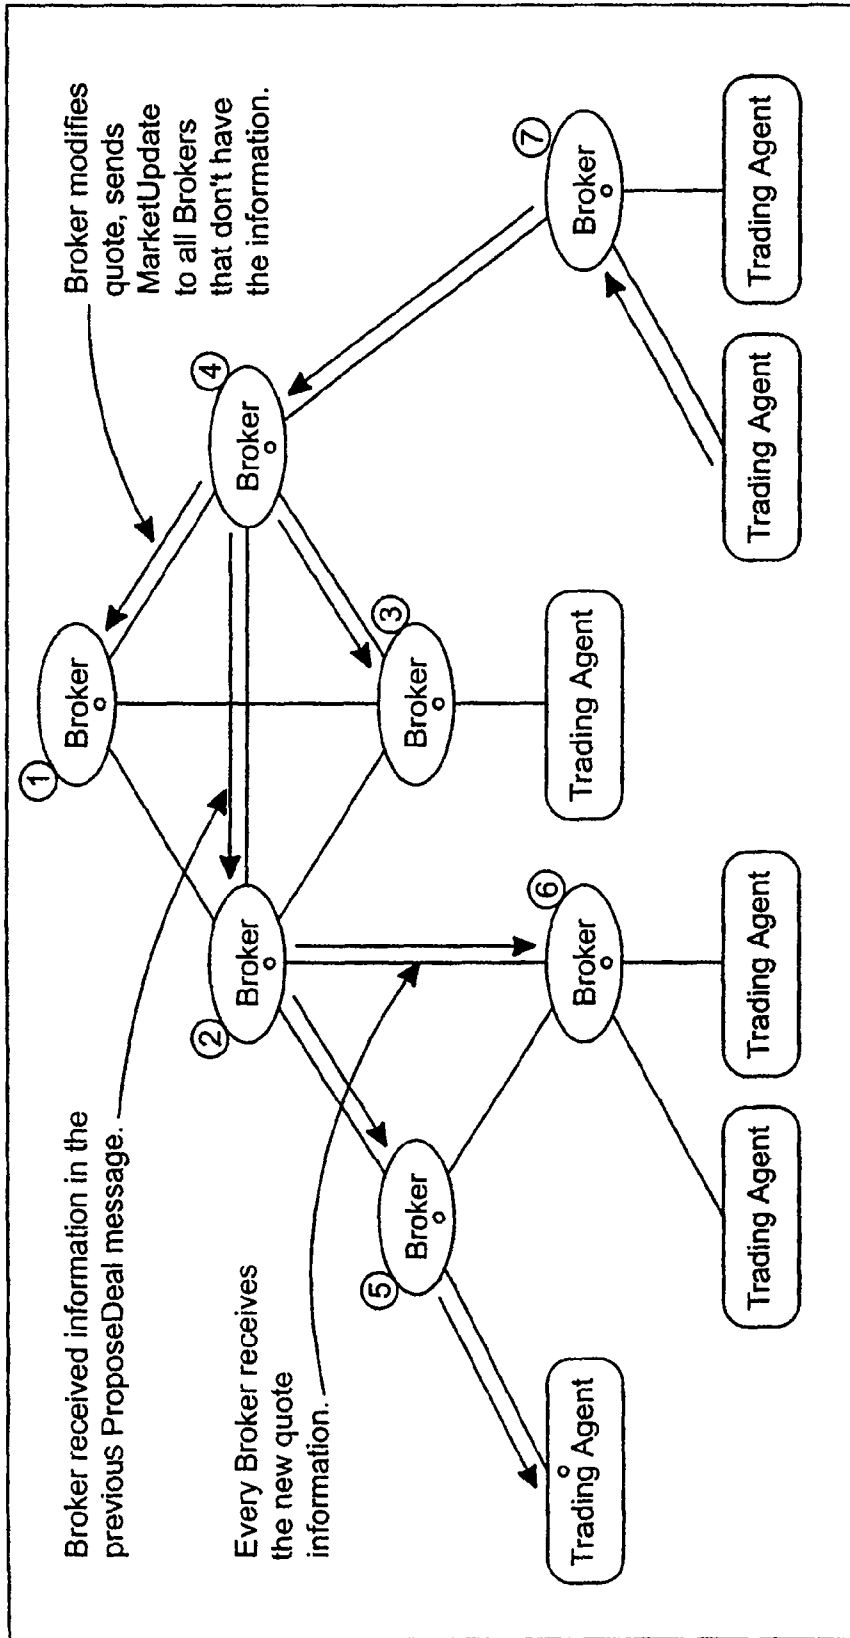 Broker received information in the
previous ProposeDeal message.
Broker modifies
quote, sends
MarketUpdate
to all Brokers
that don't have
the information.
Every Broker receives
the new quote
information.
1
Broker
2
Broker
4
Broker
5
Broker
3
Broker
6
Broker
7
Broker
Trading Agent
Trading Agent
Trading Agent
Trading Agent
Trading Agent
Trading Agent